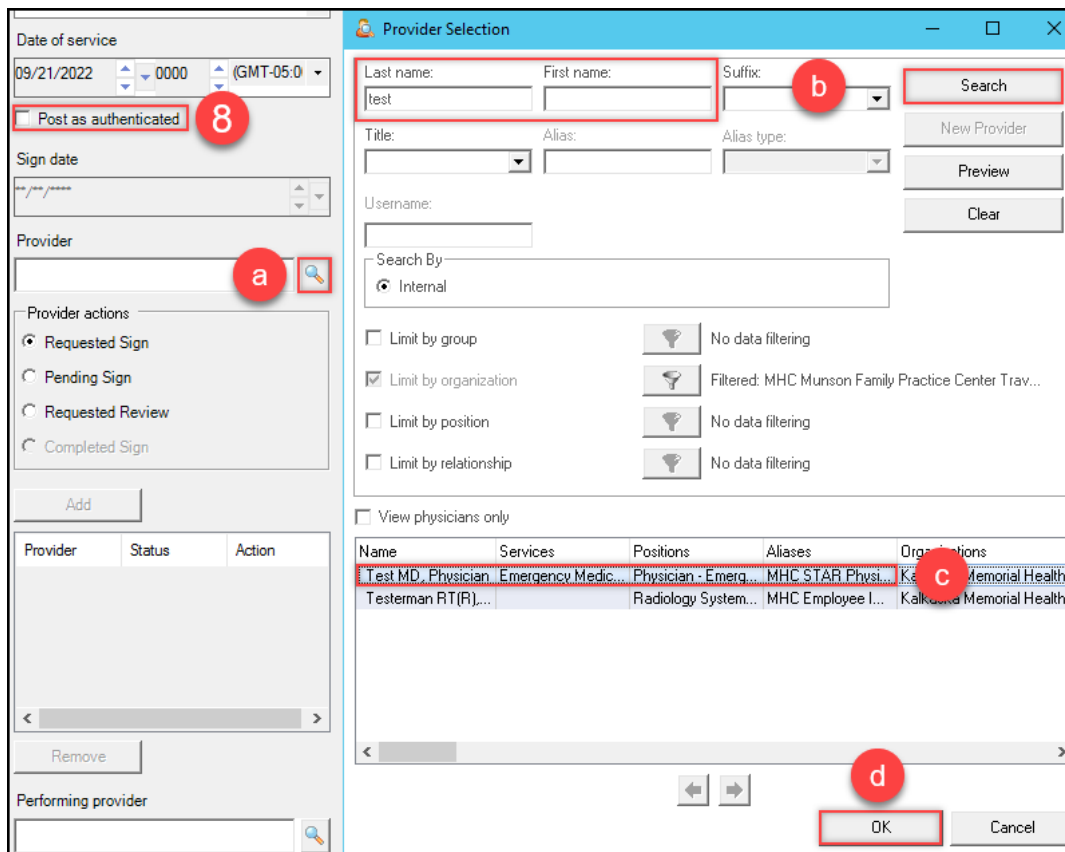 Date of service
09/21/2022 0000 (GMT-05:0
Post as authenticated 8
Sign date
**/**/****
Provider
a
Provider actions
Requested Sign
Pending Sign
Requested Review
Completed Sign
Add
Provider Status Action
Remove
Performing provider
Provider Selection
Last name: First name: Suffix:
test b Search
Title: Alias: Alias type: New Provider
Preview
Username: Clear
Search By
Internal
Limit by group No data filtering
Limit by organization Filtered: MHC Munson Family Practice Center Trav...
Limit by position No data filtering
Limit by relationship No data filtering
View physicians only
Name Services Positions Aliases Organizations
Test MD, Physician Emergency Medic... Physician - Emerg... MHC STAR Physi... Ka c Memorial Health
Testerman RT(R),... Radiology System... MHC Employee I... Kalkaska Memorial Health
d
OK Cancel